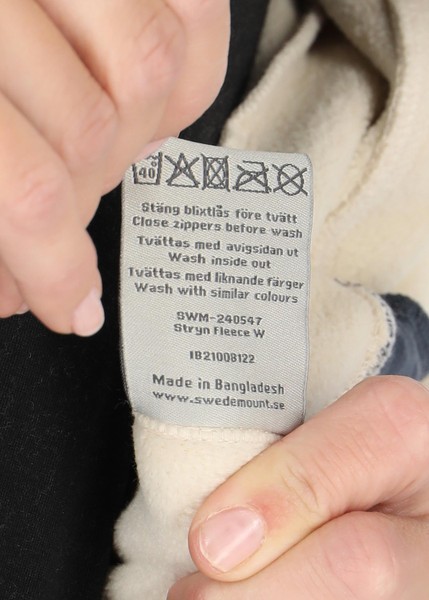 40
Stäng blixtlås före tvätt
Close zippers before wash
Tvättas med avigsidan ut
Wash inside out
Tvättas med liknande färger
Wash with similar colours
SWM-240547
Stryn Fleece W
IB21008122
Made in Bangladesh
www.swedemount.se